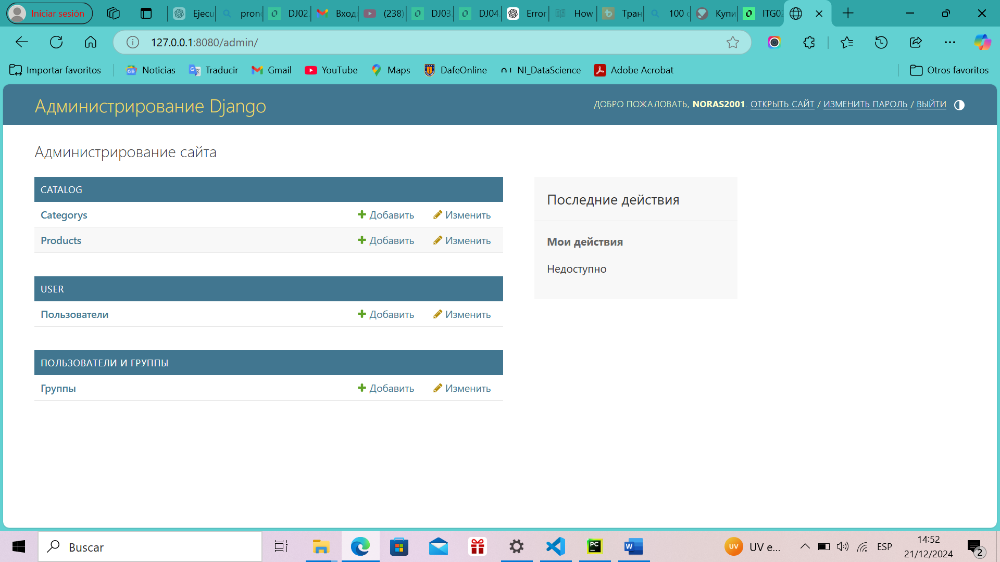 Iniciar sesión
Ejecu
DJ02.
(238)
DJ03
DJ04.
Error
How
Тран
100 с
Купи
127.0.0.1:8080/admin/
Importar favoritos
Noticias
Traducir
Gmail
YouTube
Maps
DafeOnline
NI_DataScience
Adobe Acrobat
Otros favoritos
Администрирование Django
ДОБРО ПОЖАЛОВАТЬ, NORAS2001. ОТКРЫТЬ САЙТ / ИЗМЕНИТЬ ПАРОЛЬ / ВЫЙТИ
Администрирование сайта
CATALOG
Categorys Добавить Изменить
Products Добавить Изменить
USER
Пользователи Добавить Изменить
ПОЛЬЗОВАТЕЛИ И ГРУППЫ
Группы Добавить Изменить
Последние действия
Мои действия
Недоступно
Buscar
PC
W
UV
UV e...
ESP
14:52
21/12/2024
2